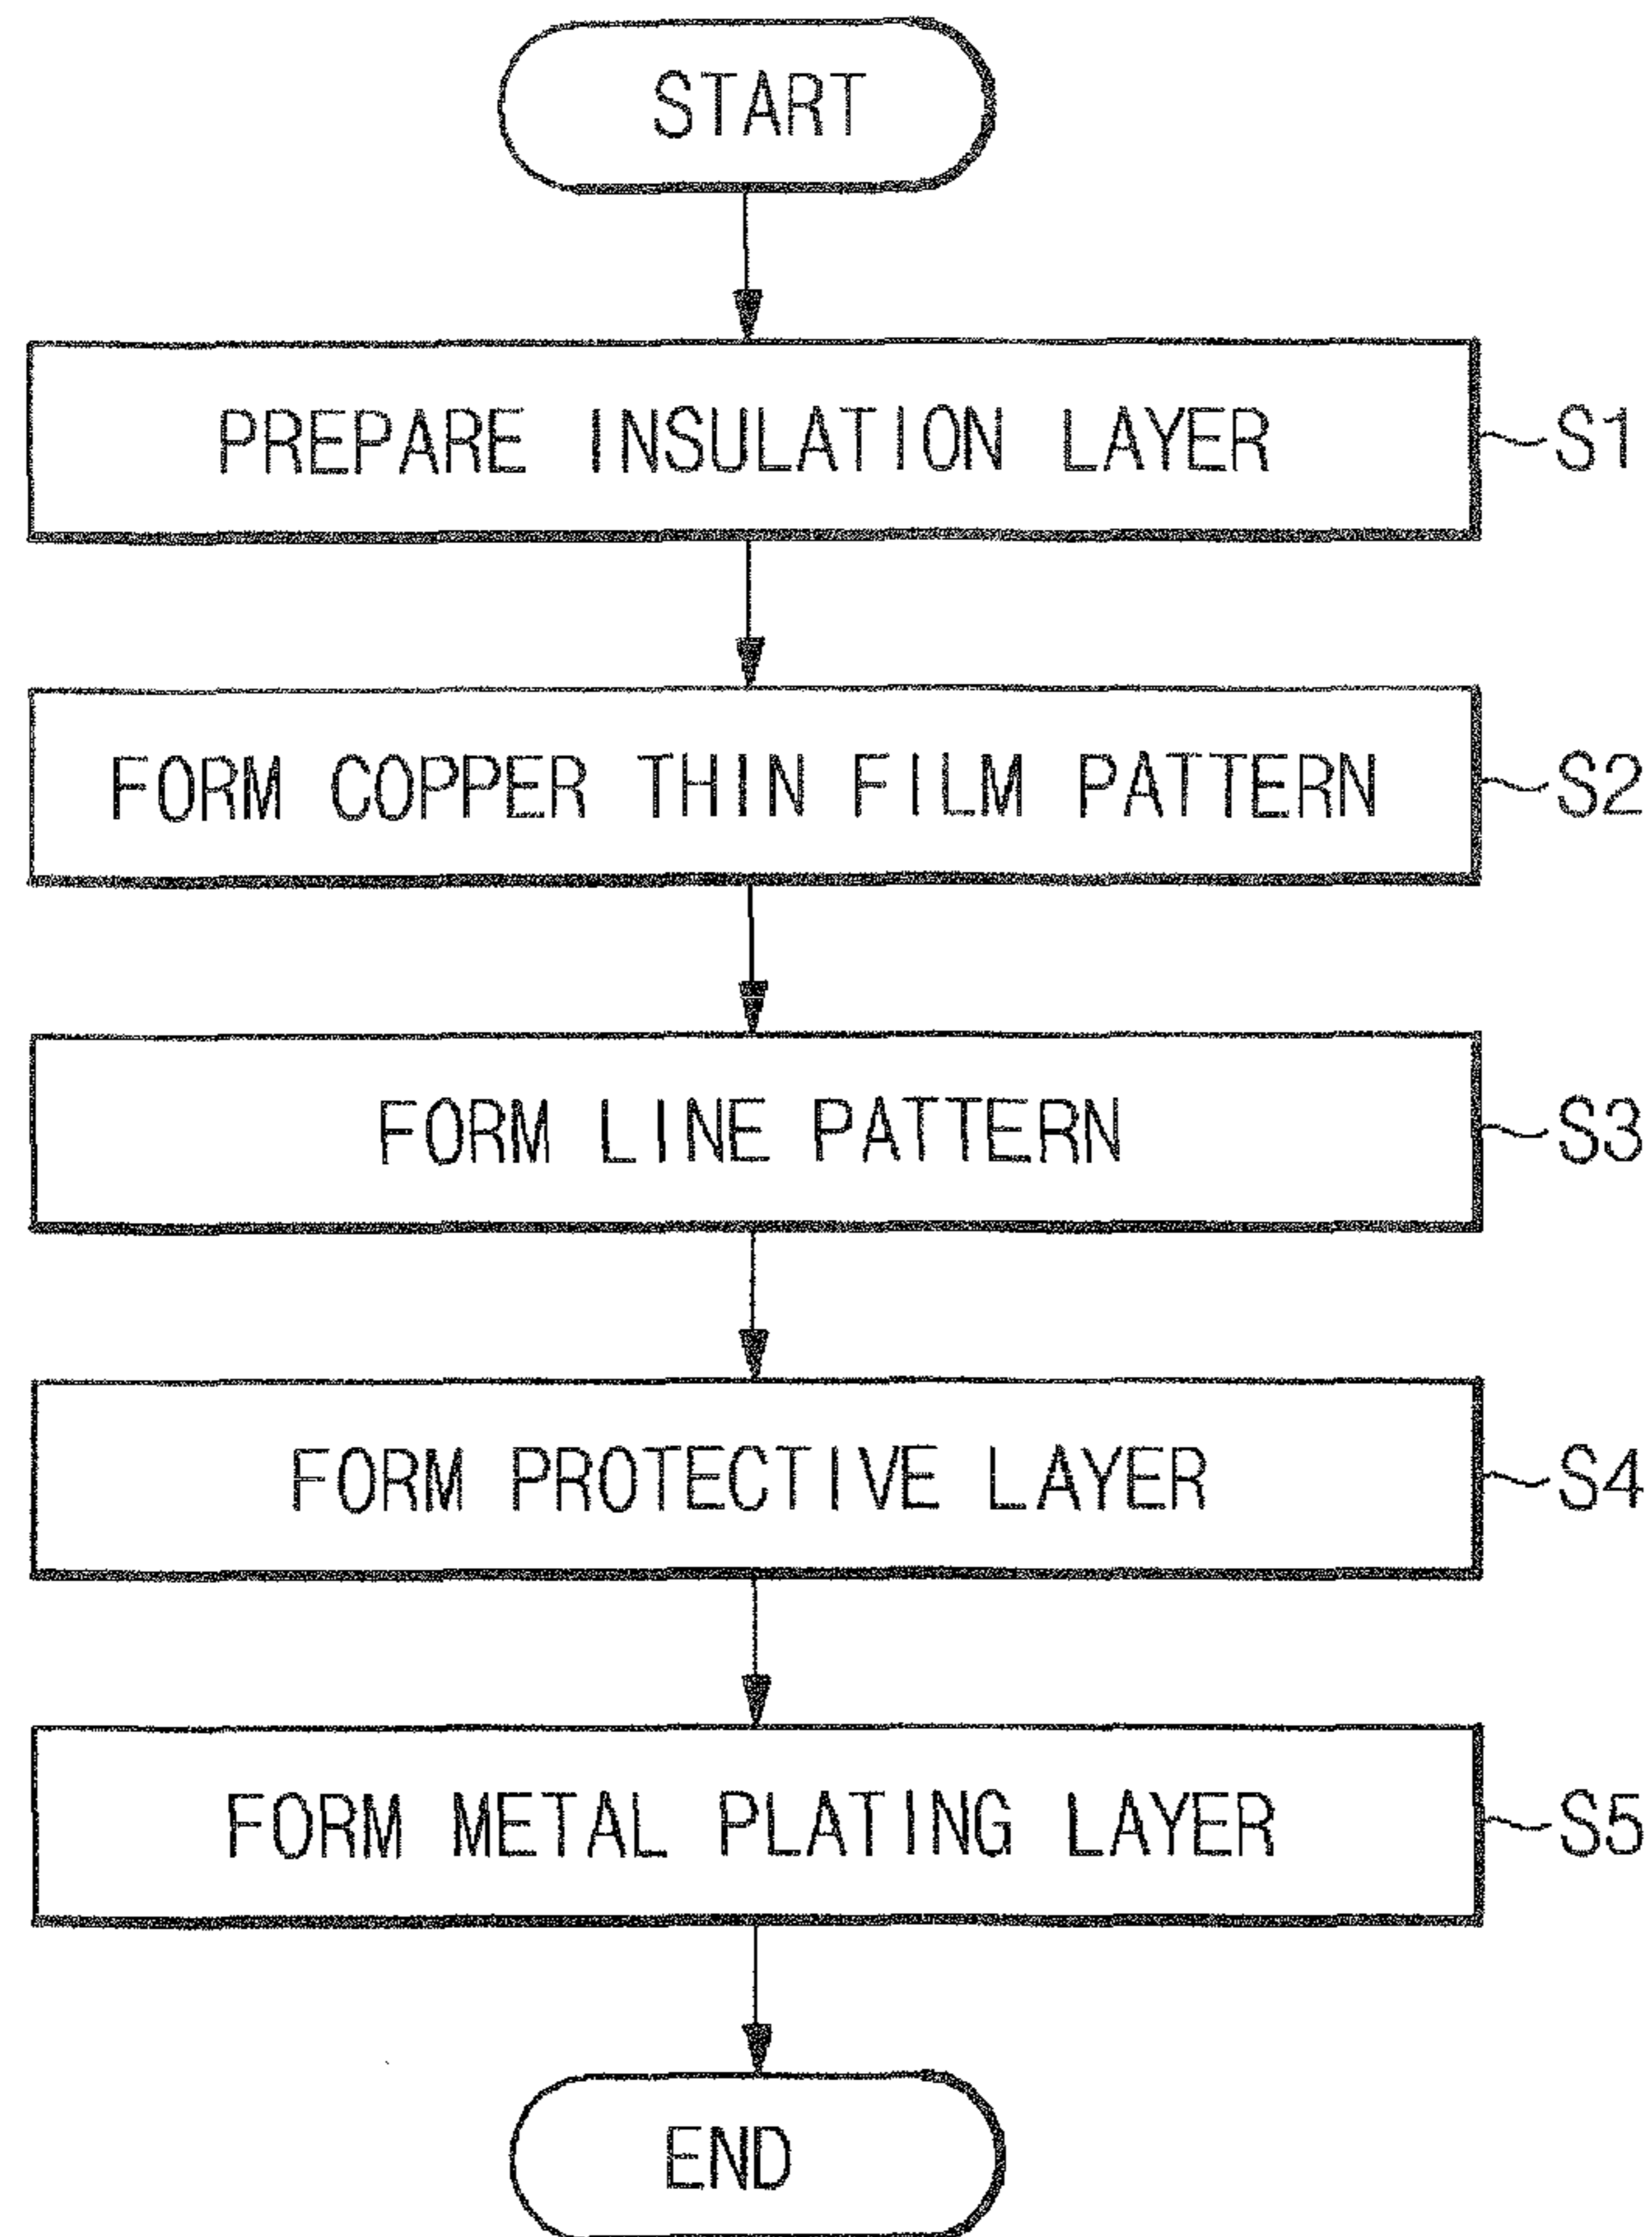 START
PREPARE INSULATION LAYER
S1
FORM COPPER THIN FILM PATTERN
S2
FORM LINE PATTERN
S3
FORM PROTECTIVE LAYER
S4
FORM METAL PLATING LAYER
S5
END